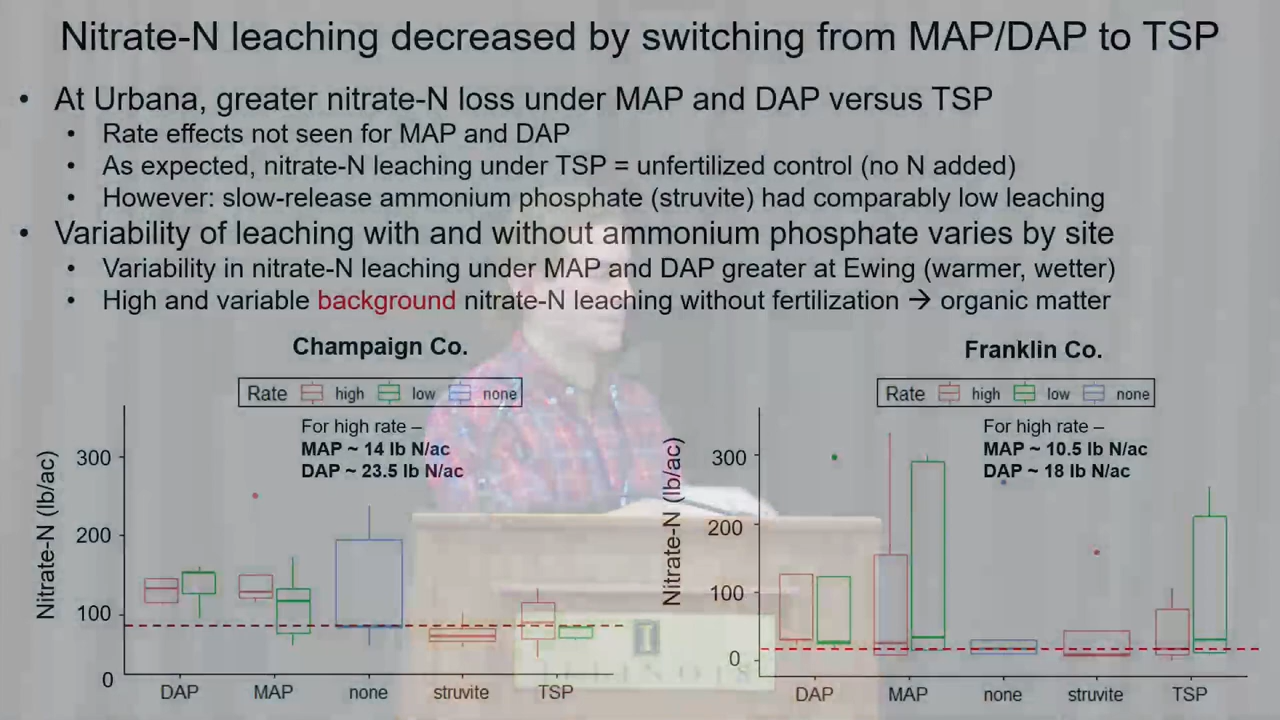 Nitrate-N leaching decreased by switching from MAP/DAP to TSP
• At Urbana, greater nitrate-N loss under MAP and DAP versus TSP
• Rate effects not seen for MAP and DAP
• As expected, nitrate-N leaching under TSP = unfertilized control (no N added)
• However: slow-release ammonium phosphate (struvite) had comparably low leaching
• Variability of leaching with and without ammonium phosphate varies by site
• Variability in nitrate-N leaching under MAP and DAP greater at Ewing (warmer, wetter)
• High and variable background nitrate-N leaching without fertilization → organic matter
Champaign Co.
Rate high low none
For high rate –
MAP ~ 14 lb N/ac
DAP ~ 23.5 lb N/ac
Nitrate-N (lb/ac)
300
200
100
0
DAP MAP none struvite TSP
Franklin Co.
Rate high low none
For high rate –
MAP ~ 10.5 lb N/ac
DAP ~ 18 lb N/ac
Nitrate-N (lb/ac)
300
200
100
0
DAP MAP none struvite TSP
I
ILLINOIS